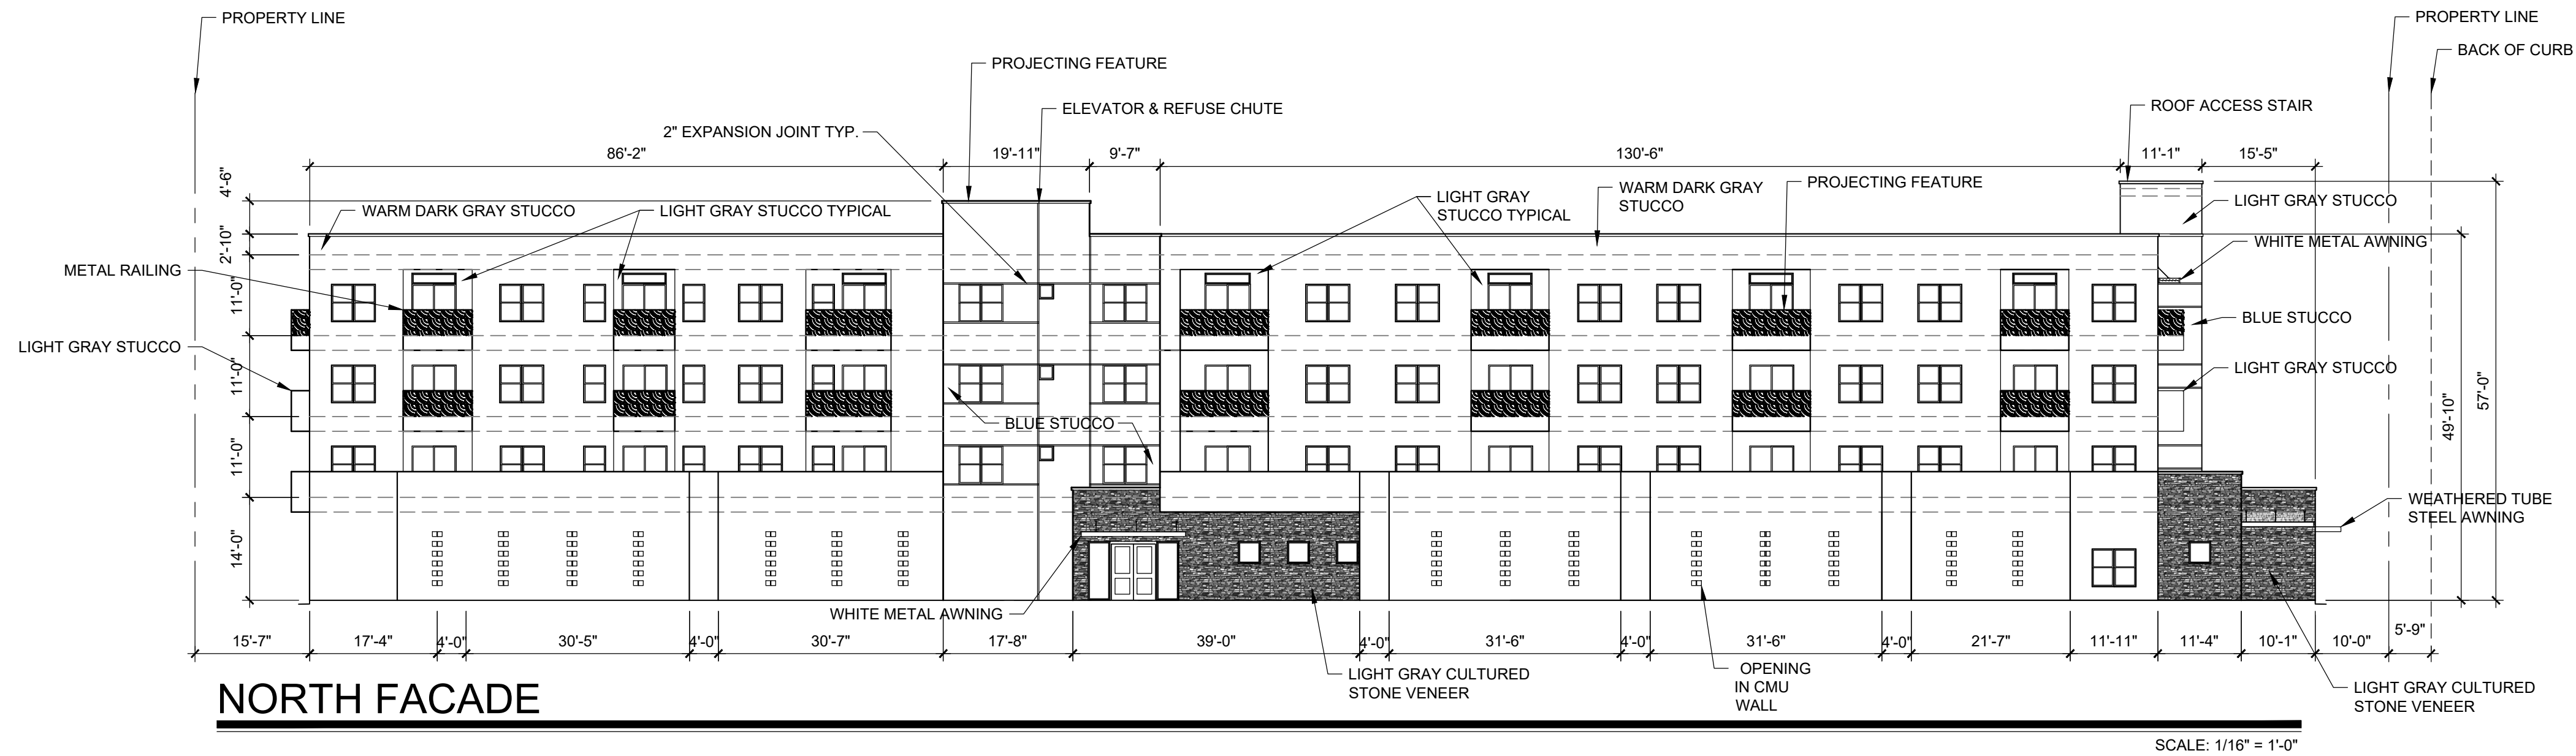 PROPERTY LINE
PROPERTY LINE
BACK OF CURB
PROJECTING FEATURE
ELEVATOR & REFUSE CHUTE
ROOF ACCESS STAIR
2" EXPANSION JOINT TYP.
86'-2"
19'-11"
9'-7"
130'-6"
11'-1"
15'-5"
4'-6"
WARM DARK GRAY STUCCO
LIGHT GRAY STUCCO TYPICAL
LIGHT GRAY
STUCCO TYPICAL
WARM DARK GRAY
STUCCO
PROJECTING FEATURE
LIGHT GRAY STUCCO
2'-10"
WHITE METAL AWNING
METAL RAILING
11'-0"
BLUE STUCCO
LIGHT GRAY STUCCO
11'-0"
LIGHT GRAY STUCCO
57'-0"
49'-10"
BLUE STUCCO
11'-0"
WEATHERED TUBE
STEEL AWNING
14'-0"
WHITE METAL AWNING
15'-7"
17'-4"
4'-0"
30'-5"
4'-0"
30'-7"
17'-8"
39'-0"
4'-0"
31'-6"
4'-0"
31'-6"
4'-0"
21'-7"
11'-11"
11'-4"
10'-1"
10'-0"
5'-9"
LIGHT GRAY CULTURED
STONE VENEER
OPENING
IN CMU
WALL
LIGHT GRAY CULTURED
STONE VENEER
NORTH FACADE
SCALE: 1/16" = 1'-0"